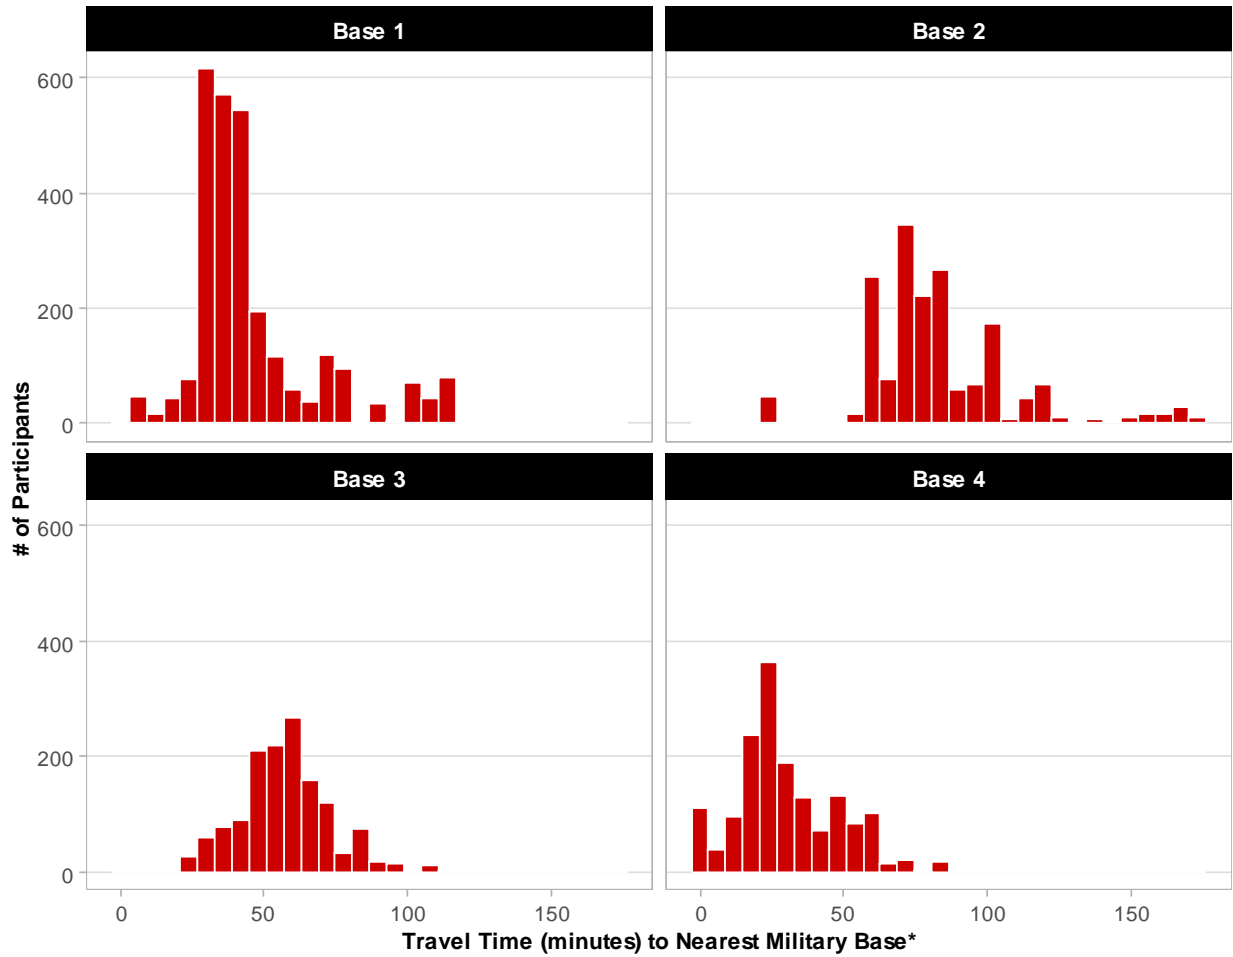 Base 1
Base 2
600
400
200
0
Base 3
Base 4
600
400
200
0
# of Participants
0 50 100 150
0 50 100 150
Travel Time (minutes) to Nearest Military Base*